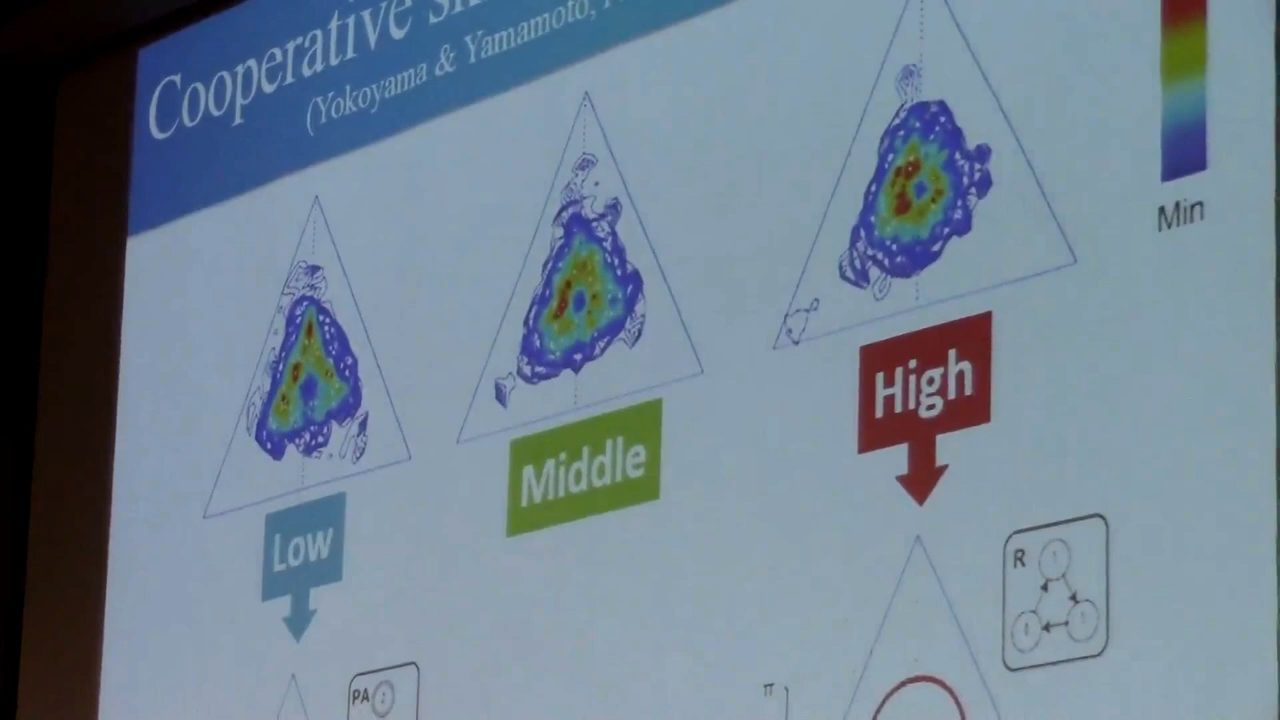 Cooperative
(Yokoyama & Yamamoto,
Min
High
Middle
Low
R
PA
π